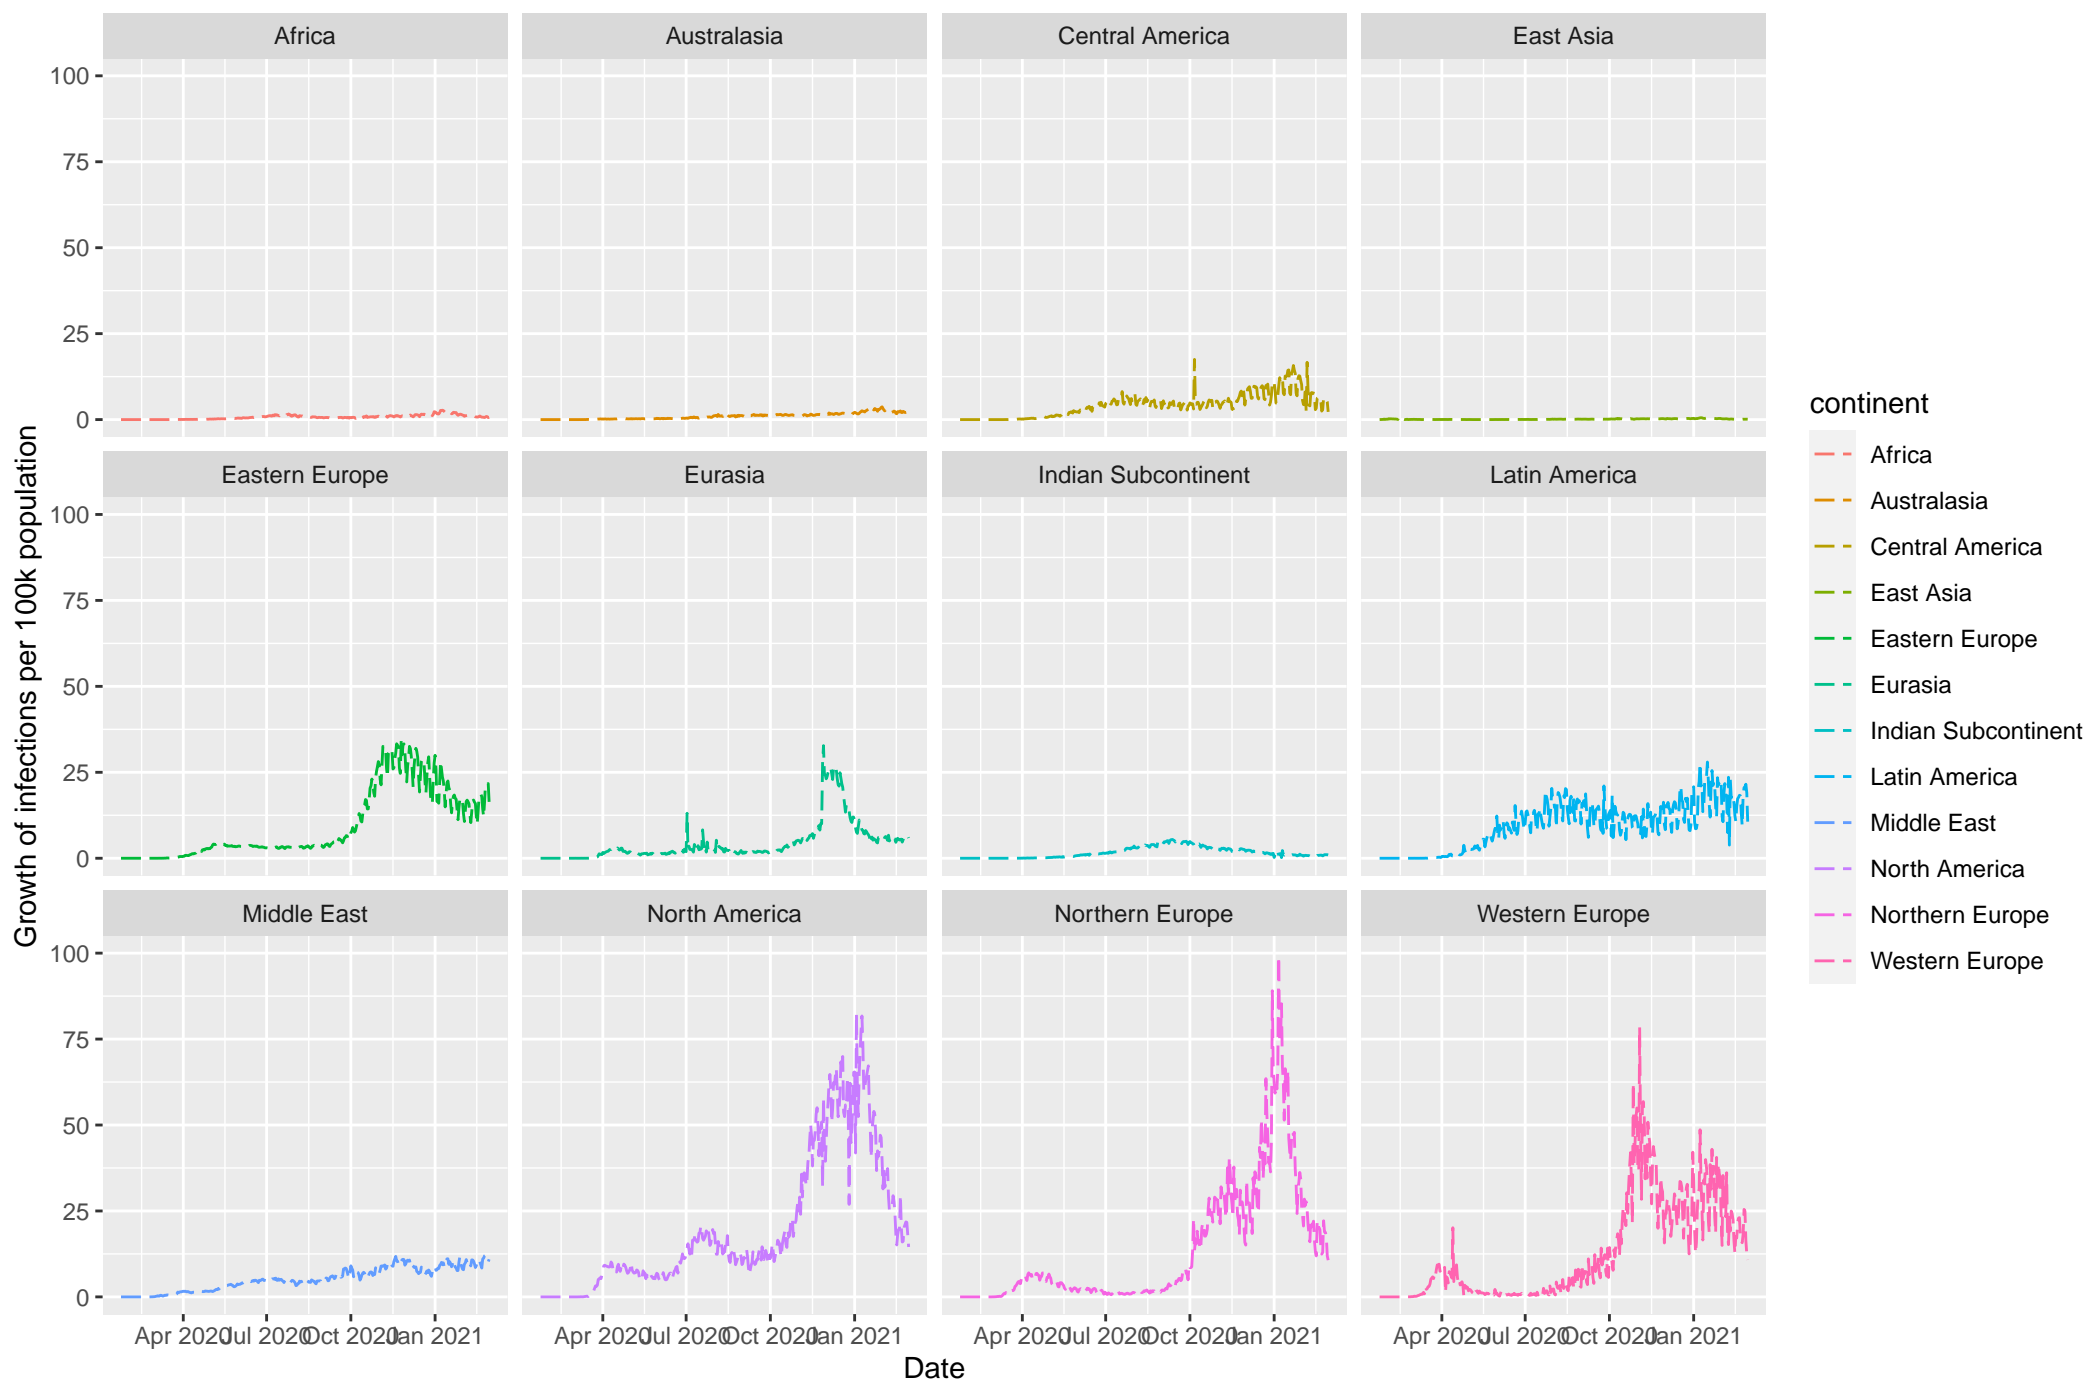 Africa
Australasia
Central America
East Asia
100
75
50
25
0
Eastern Europe
Eurasia
Indian Subcontinent
Latin America
100
75
50
25
0
Middle East
North America
Northern Europe
Western Europe
100
75
50
25
0
Apr 2020 Jul 2020 Oct 2020 Jan 2021
Apr 2020 Jul 2020 Oct 2020 Jan 2021
Apr 2020 Jul 2020 Oct 2020 Jan 2021
Apr 2020 Jul 2020 Oct 2020 Jan 2021
Date
Growth of infections per 100k population
continent
Africa
Australasia
Central America
East Asia
Eastern Europe
Eurasia
Indian Subcontinent
Latin America
Middle East
North America
Northern Europe
Western Europe